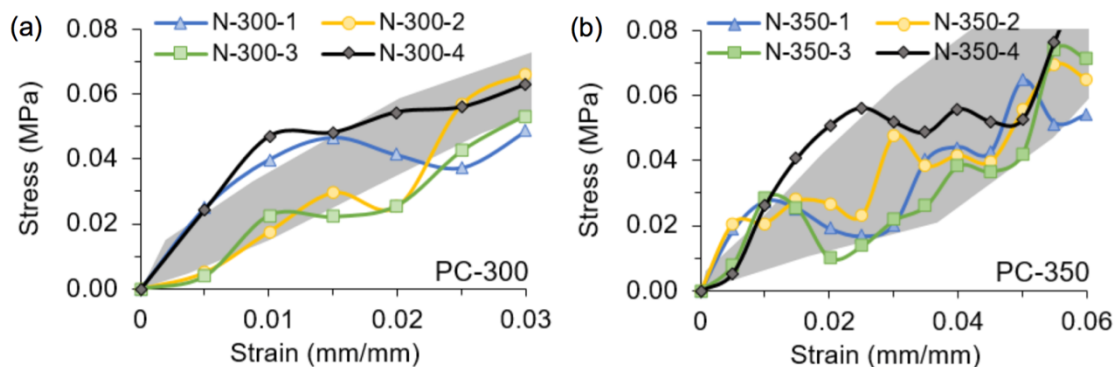 (a)
N-300-1 N-300-2
N-300-3 N-300-4
0.08
0.06
0.04
0.02
0.00
Stress (MPa)
PC-300
0 0.01 0.02 0.03
Strain (mm/mm)
(b)
N-350-1 N-350-2
N-350-3 N-350-4
0.08
0.06
0.04
0.02
0.00
Stress (MPa)
PC-350
0 0.02 0.04 0.06
Strain (mm/mm)